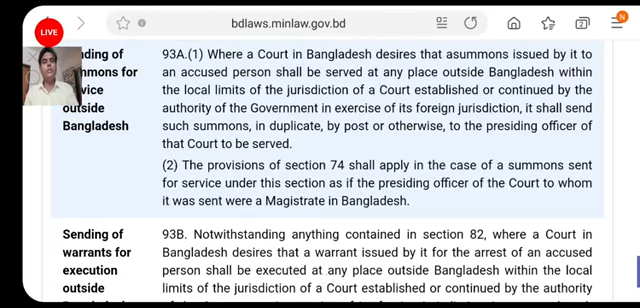 bdlaws.minlaw.gov.bd
2
N
LIVE
nding of
mmons for
vice
outside
Bangladesh
93A.(1) Where a Court in Bangladesh desires that asummons issued by it to
an accused person shall be served at any place outside Bangladesh within
the local limits of the jurisdiction of a Court established or continued by the
authority of the Government in exercise of its foreign jurisdiction, it shall send
such summons, in duplicate, by post or otherwise, to the presiding officer of
that Court to be served.
(2) The provisions of section 74 shall apply in the case of a summons sent
for service under this section as if the presiding officer of the Court to whom
it was sent were a Magistrate in Bangladesh.
Sending of
warrants for
execution
outside
93B. Notwithstanding anything contained in section 82, where a Court in
Bangladesh desires that a warrant issued by it for the arrest of an accused
person shall be executed at any place outside Bangladesh within the local
limits of the jurisdiction of a Court established or continued by the authority